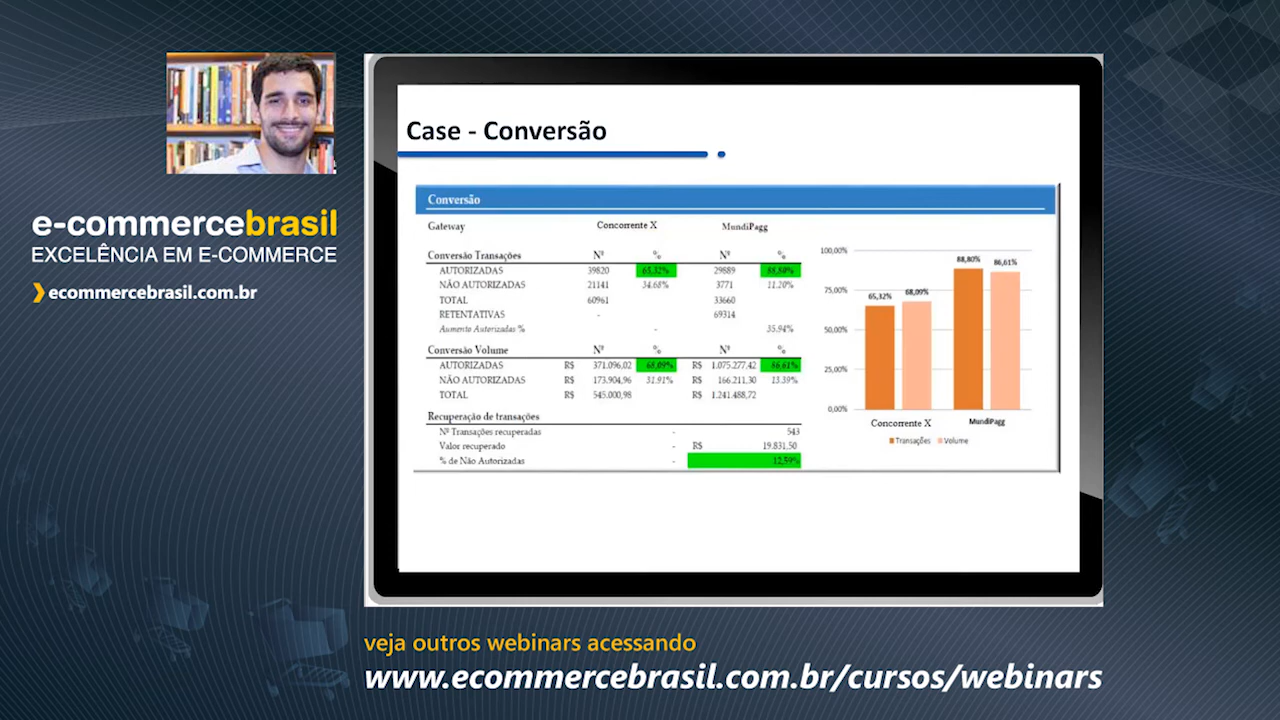 e-commercebrasil
EXCELÊNCIA EM E-COMMERCE
ecommercebrasil.com.br
Case - Conversão
Conversão
Gateway Concorrente X MundiPagg
Conversão Transações Nº % Nº %
AUTORIZADAS 39820 65,32% 29889 88,80%
NÃO AUTORIZADAS 21141 34,68% 3771 11,20%
TOTAL 60961 33660
RETENTATIVAS - 69314
Aumento Autorizadas % - 35.94%
Conversão Volume Nº % Nº %
AUTORIZADAS R$ 371.096,02 68,09% R$ 1.075.277,42 86,61%
NÃO AUTORIZADAS R$ 173.904,96 31,91% R$ 166.211,30 13.39%
TOTAL R$ 545.000,98 R$ 1.241.488,72
Recuperação de transações
Nº Transações recuperadas - 543
Valor recuperado - R$ 19.831,50
% de Não Autorizadas - 12,59%
100,00%
75,00%
50,00%
25,00%
0,00%
65,32% 68,09% 88,80% 86,61%
Concorrente X MundiPagg
Transações Volume
veja outros webinars acessando
www.ecommercebrasil.com.br/cursos/webinars